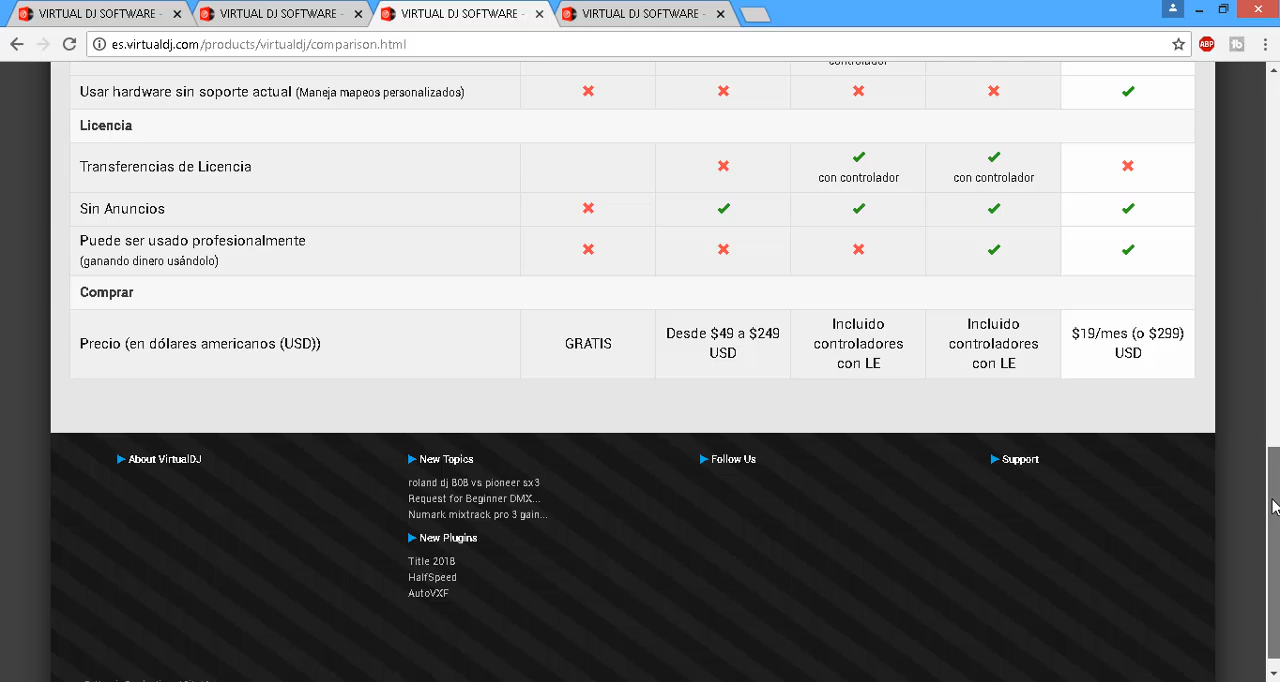 VIRTUAL DJ SOFTWARE - VIRTUAL DJ SOFTWARE - VIRTUAL DJ SOFTWARE - VIRTUAL DJ SOFTWARE -
es.virtualdj.com/products/virtualdj/comparison.html
ABP
controlador
Usar hardware sin soporte actual (Maneja mapeos personalizados)
Licencia
Transferencias de Licencia
con controlador
con controlador
Sin Anuncios
Puede ser usado profesionalmente
(ganando dinero usándolo)
Comprar
Precio (en dólares americanos (USD))
GRATIS
Desde $49 a $249
USD
Incluido
controladores
con LE
Incluido
controladores
con LE
$19/mes (o $299)
USD
About VirtualDJ
New Topics
roland dj 808 vs pioneer sx3
Request for Beginner DMX...
Numark mixtrack pro 3 gain...
New Plugins
Title 2018
HalfSpeed
AutoVXF
Follow Us
Support